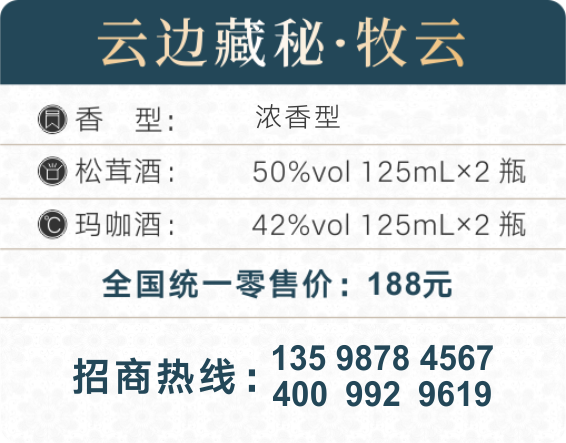 云边藏秘·牧云
香 型： 浓香型
松茸酒： 50%vol 125mL×2 瓶
玛咖酒： 42%vol 125mL×2 瓶
全国统一零售价：188元
招商热线：135 9878 4567
400 992 9619